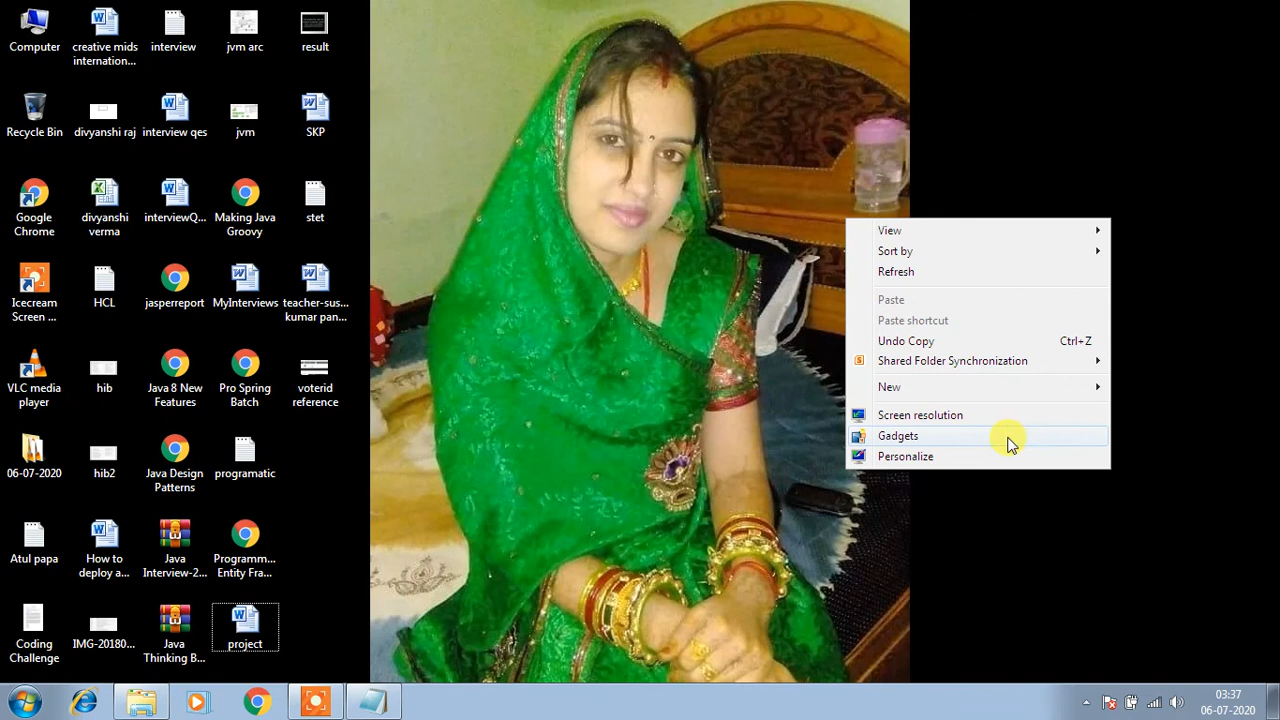 Computer
creative mids
internation...
interview
jvm arc
result
Recycle Bin
divyanshi raj
interview qes
jvm
SKP
Google
Chrome
divyanshi
verma
interviewQ...
Making Java
Groovy
stet
Icecream
Screen ...
HCL
jasperreport
MyInterviews
teacher-sus...
kumar pan...
VLC media
player
hib
Java 8 New
Features
Pro Spring
Batch
voterid
reference
06-07-2020
hib2
Java Design
Patterns
programatic
Atul papa
How to
deploy a...
Java
Interview-2...
Programm...
Entity Fra...
Coding
Challenge
IMG-20180...
Java
Thinking B...
project
View
Sort by
Refresh
Paste
Paste shortcut
Undo Copy Ctrl+Z
Shared Folder Synchronization
New
Screen resolution
Gadgets
Personalize
03:37
06-07-2020